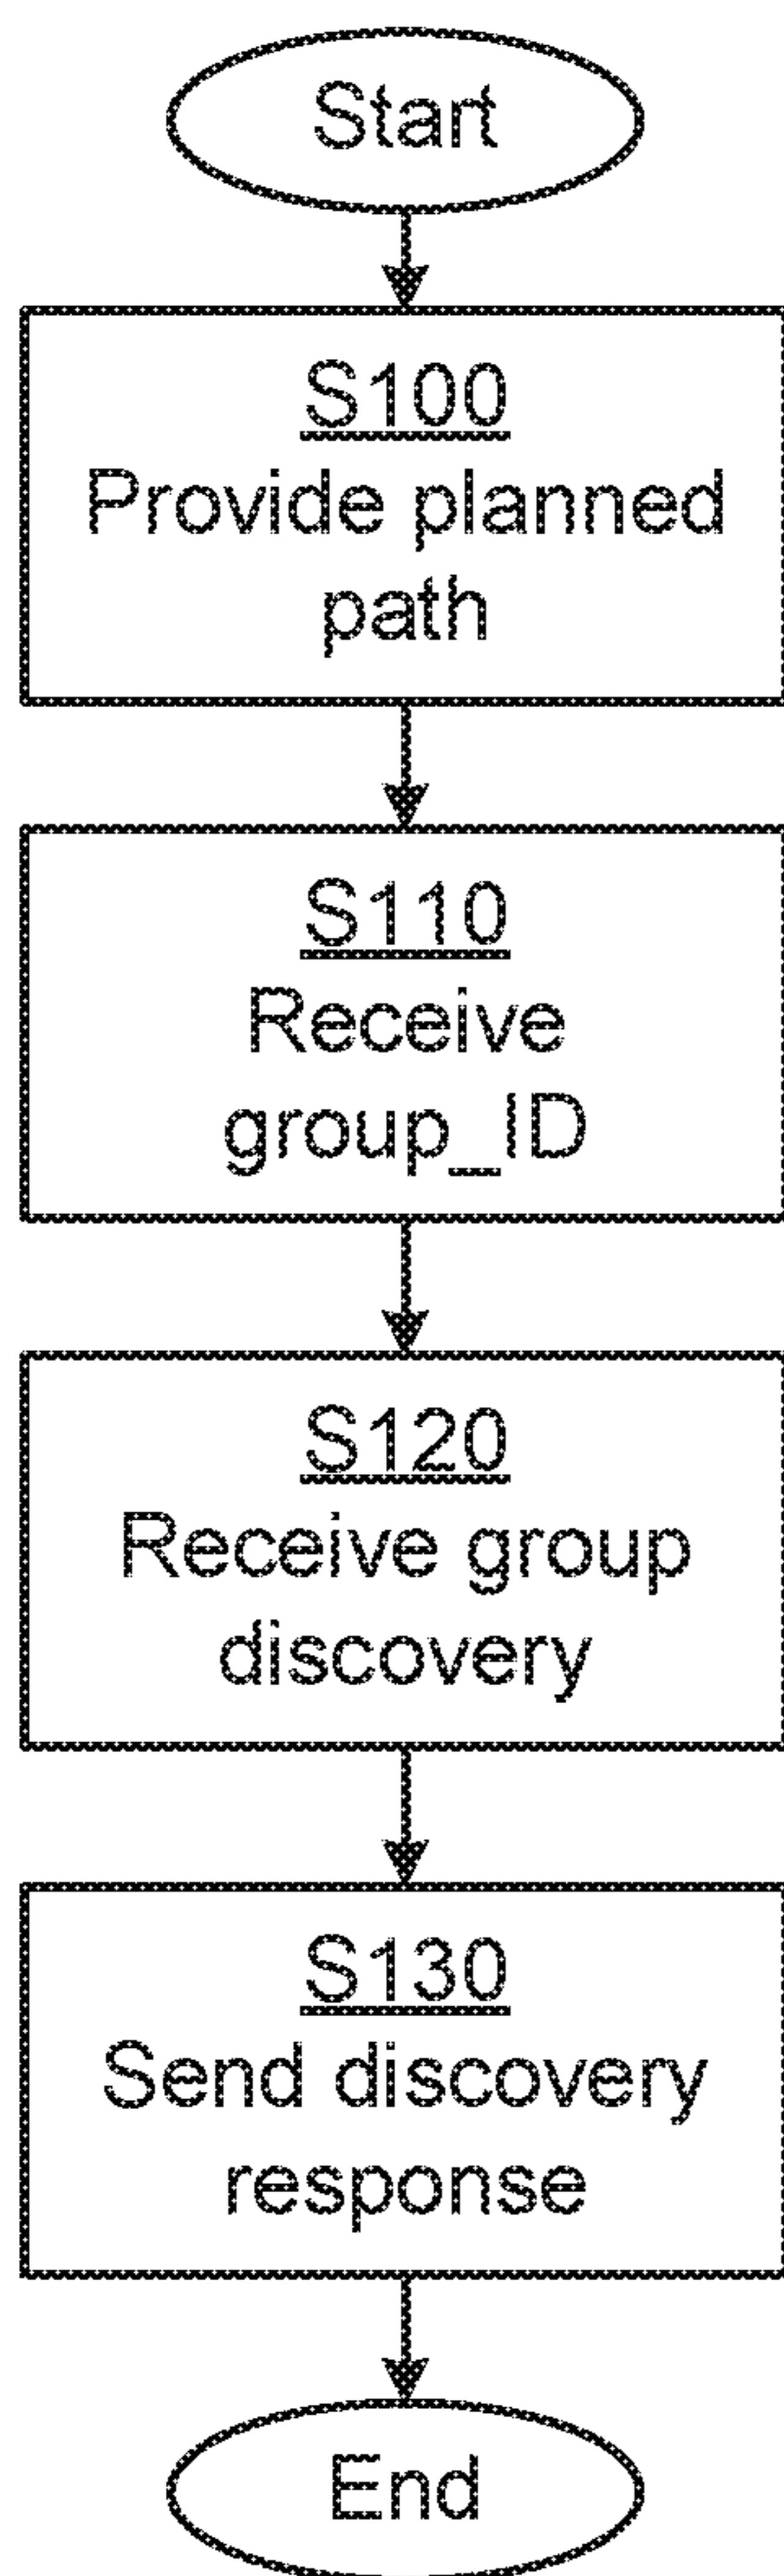 Start
S100
Provide planned
path
S110
Receive
group_ID
S120
Receive group
discovery
S130
Send discovery
response
End